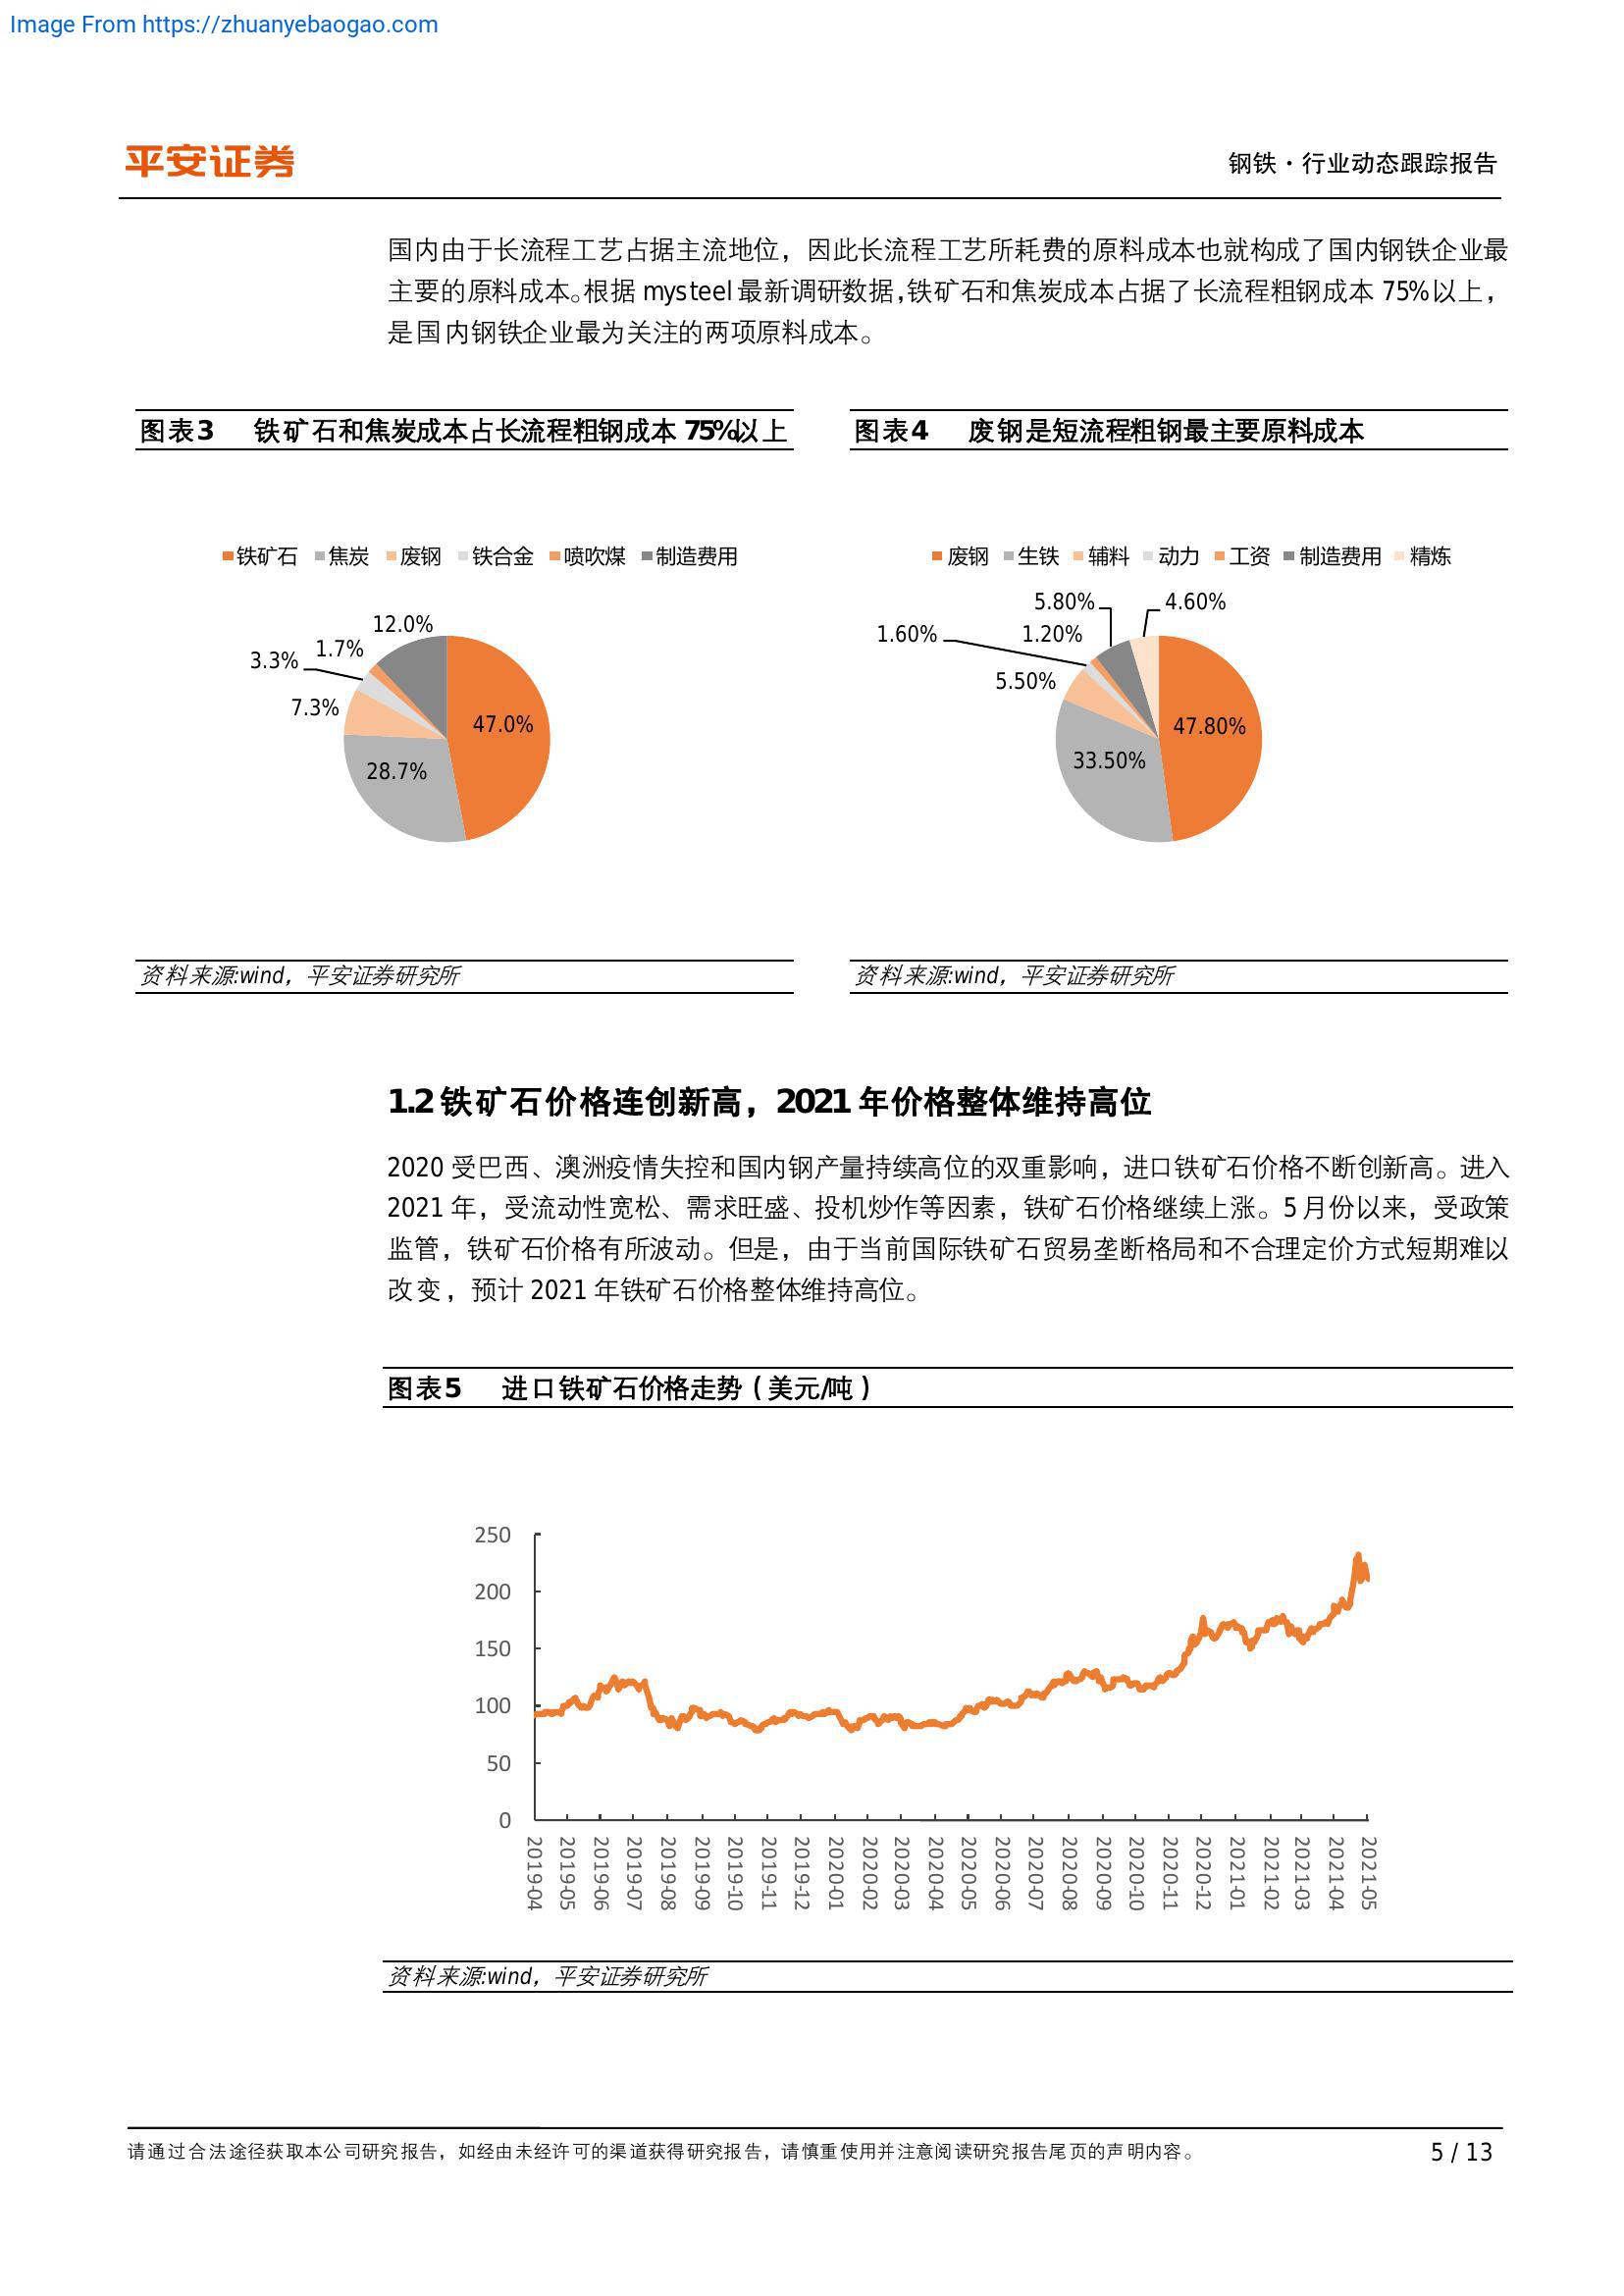 Image From https://zhuanyebaogao.com
平安证券
钢铁·行业动态跟踪报告
国内由于长流程工艺占据主流地位，因此长流程工艺所耗费的原料成本也就构成了国内钢铁企业最
主要的原料成本。根据 mysteel 最新调研数据，铁矿石和焦炭成本占据了长流程粗钢成本 75%以上，
是国内钢铁企业最为关注的两项原料成本。
图表3 铁矿石和焦炭成本占长流程粗钢成本 75%以上
铁矿石 焦炭 废钢 铁合金 喷吹煤 制造费用
12.0%
1.7%
3.3%
7.3%
47.0%
28.7%
资料来源:wind，平安证券研究所
图表4 废钢是短流程粗钢最主要原料成本
废钢 生铁 辅料 动力 工资 制造费用 精炼
5.80% 4.60%
1.60% 1.20%
5.50%
47.80%
33.50%
资料来源:wind，平安证券研究所
1.2 铁矿石价格连创新高，2021 年价格整体维持高位
2020 受巴西、澳洲疫情失控和国内钢产量持续高位的双重影响，进口铁矿石价格不断创新高。进入
2021 年，受流动性宽松、需求旺盛、投机炒作等因素，铁矿石价格继续上涨。5 月份以来，受政策
监管，铁矿石价格有所波动。但是，由于当前国际铁矿石贸易垄断格局和不合理定价方式短期难以
改变，预计 2021 年铁矿石价格整体维持高位。
图表5 进口铁矿石价格走势（美元/吨）
250
200
150
100
50
0
2019-04
2019-05
2019-06
2019-07
2019-08
2019-09
2019-10
2019-11
2019-12
2020-01
2020-02
2020-03
2020-04
2020-05
2020-06
2020-07
2020-08
2020-09
2020-10
2020-11
2020-12
2021-01
2021-02
2021-03
2021-04
2021-05
资料来源:wind，平安证券研究所
请通过合法途径获取本公司研究报告，如经由未经许可的渠道获得研究报告，请慎重使用并注意阅读研究报告尾页的声明内容。
5 / 13